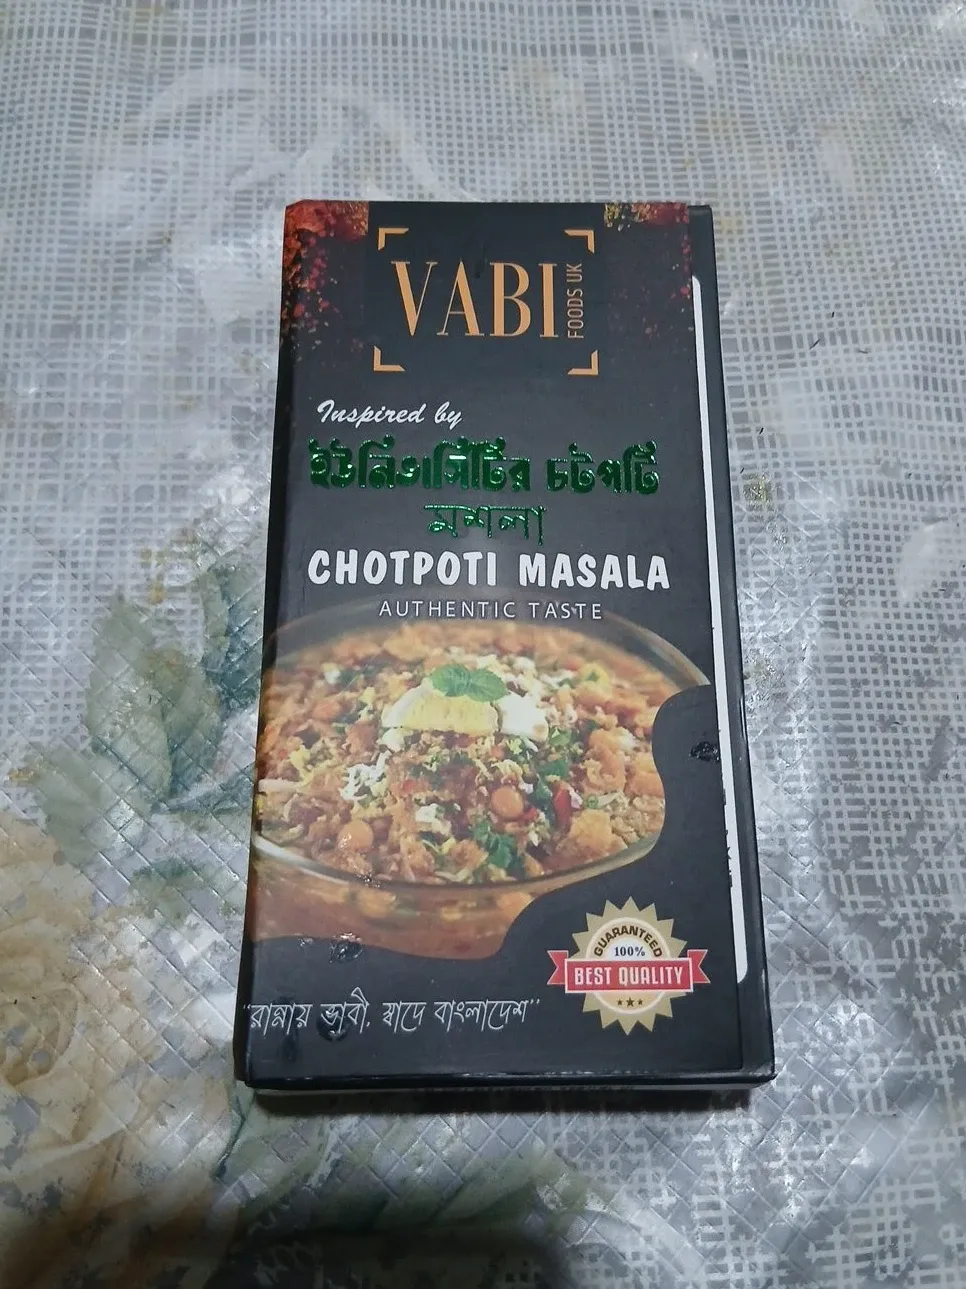 VABI
FOODS UK
Inspired by
ইউনিভার্সিটির চটপটি
মশলা
CHOTPOTI MASALA
AUTHENTIC TASTE
GUARANTEED
100%
BEST QUALITY
"রান্নায় ভাবী, স্বাদে বাংলাদেশ"